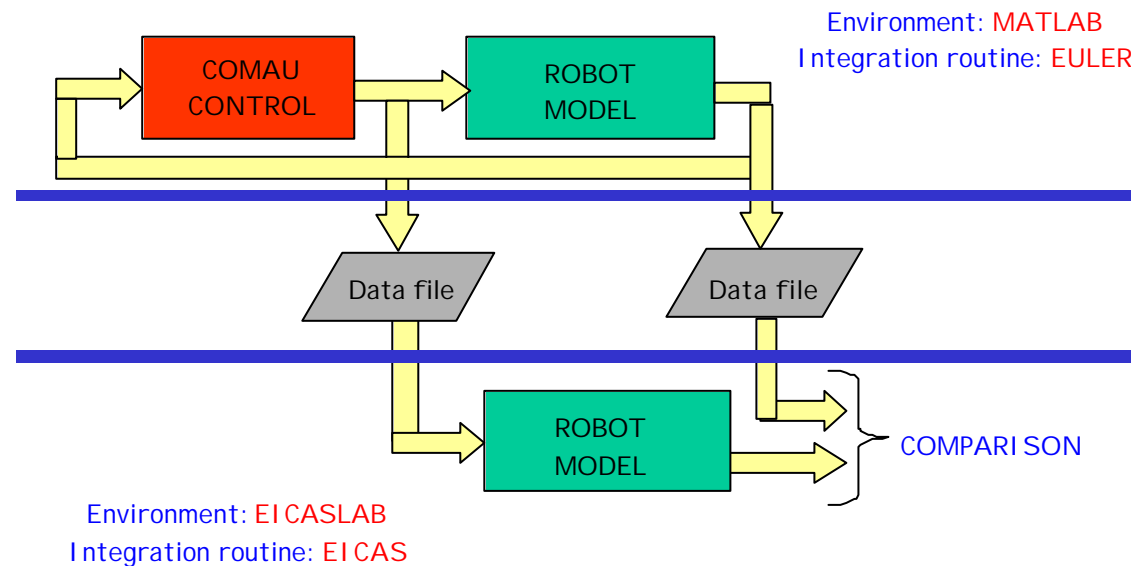 Environment: MATLAB
Integration routine: EULER
COMAU
CONTROL
ROBOT
MODEL
Data file
Data file
ROBOT
MODEL
COMPARISON
Environment: EICASLAB
Integration routine: EICAS